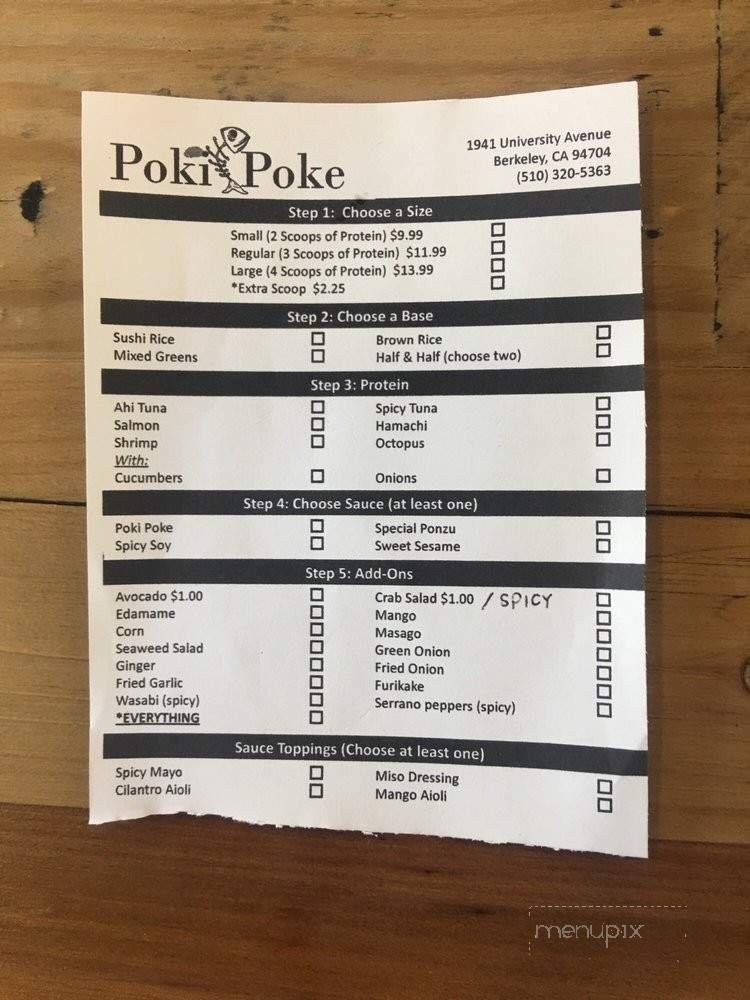 Poki Poke
1941 University Avenue
Berkeley, CA 94704
(510) 320-5363
Step 1: Choose a Size
Small (2 Scoops of Protein) $9.99
Regular (3 Scoops of Protein) $11.99
Large (4 Scoops of Protein) $13.99
*Extra Scoop $2.25
Step 2: Choose a Base
Sushi Rice
Brown Rice
Mixed Greens
Half & Half (choose two)
Step 3: Protein
Ahi Tuna
Spicy Tuna
Salmon
Hamachi
Shrimp
Octopus
With:
Cucumbers
Onions
Step 4: Choose Sauce (at least one)
Poki Poke
Special Ponzu
Spicy Soy
Sweet Sesame
Step 5: Add-Ons
Avocado $1.00
Crab Salad $1.00 / SPICY
Edamame
Mango
Corn
Masago
Seaweed Salad
Green Onion
Ginger
Fried Onion
Fried Garlic
Furikake
Wasabi (spicy)
Serrano peppers (spicy)
*EVERYTHING
Sauce Toppings (Choose at least one)
Spicy Mayo
Miso Dressing
Cilantro Aioli
Mango Aioli
menupix